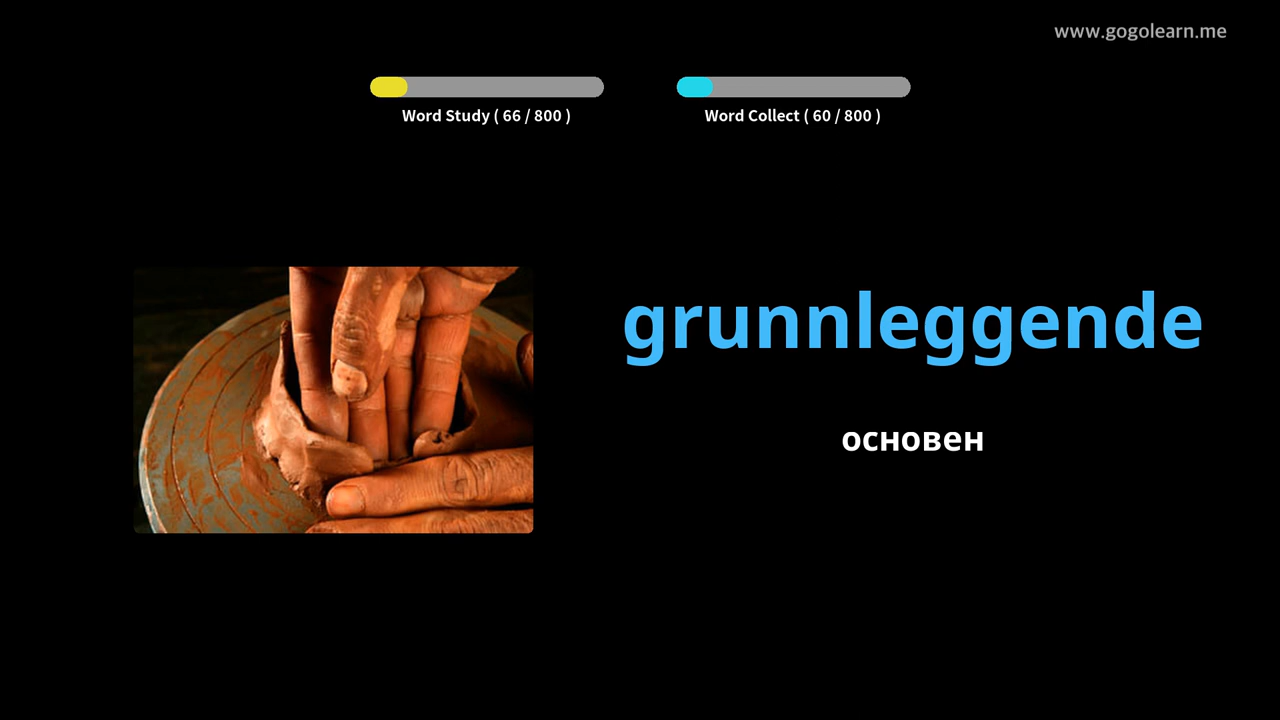 www.gogolearn.me
Word Study ( 66 / 800 )
Word Collect ( 60 / 800 )
grunnleggende
основен